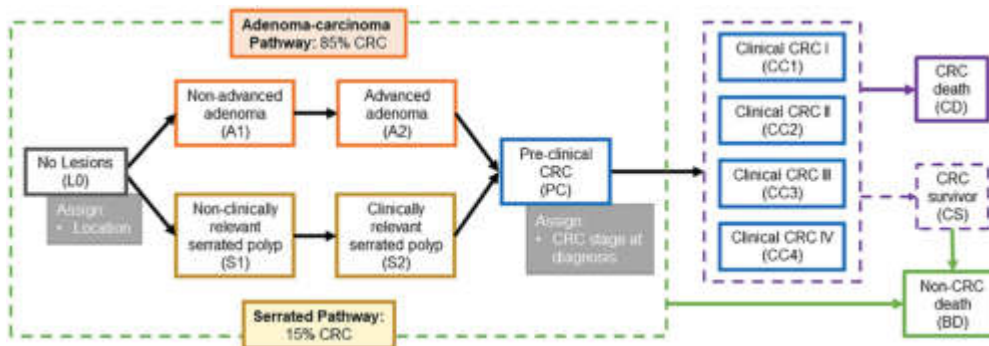 Adenoma-carcinoma
Pathway: 85% CRC
Non-advanced
adenoma
(A1)
Advanced
adenoma
(A2)
No Lesions
(L0)
Assign
• Location
Non-clinically
relevant
serrated polyp
(S1)
Clinically
relevant
serrated polyp
(S2)
Serrated Pathway:
15% CRC
Pre-clinical
CRC
(PC)
Assign
• CRC stage at
diagnosis
Clinical CRC I
(CC1)
Clinical CRC II
(CC2)
Clinical CRC III
(CC3)
Clinical CRC IV
(CC4)
CRC
death
(CD)
CRC
survivor
(CS)
Non-CRC
death
(BD)